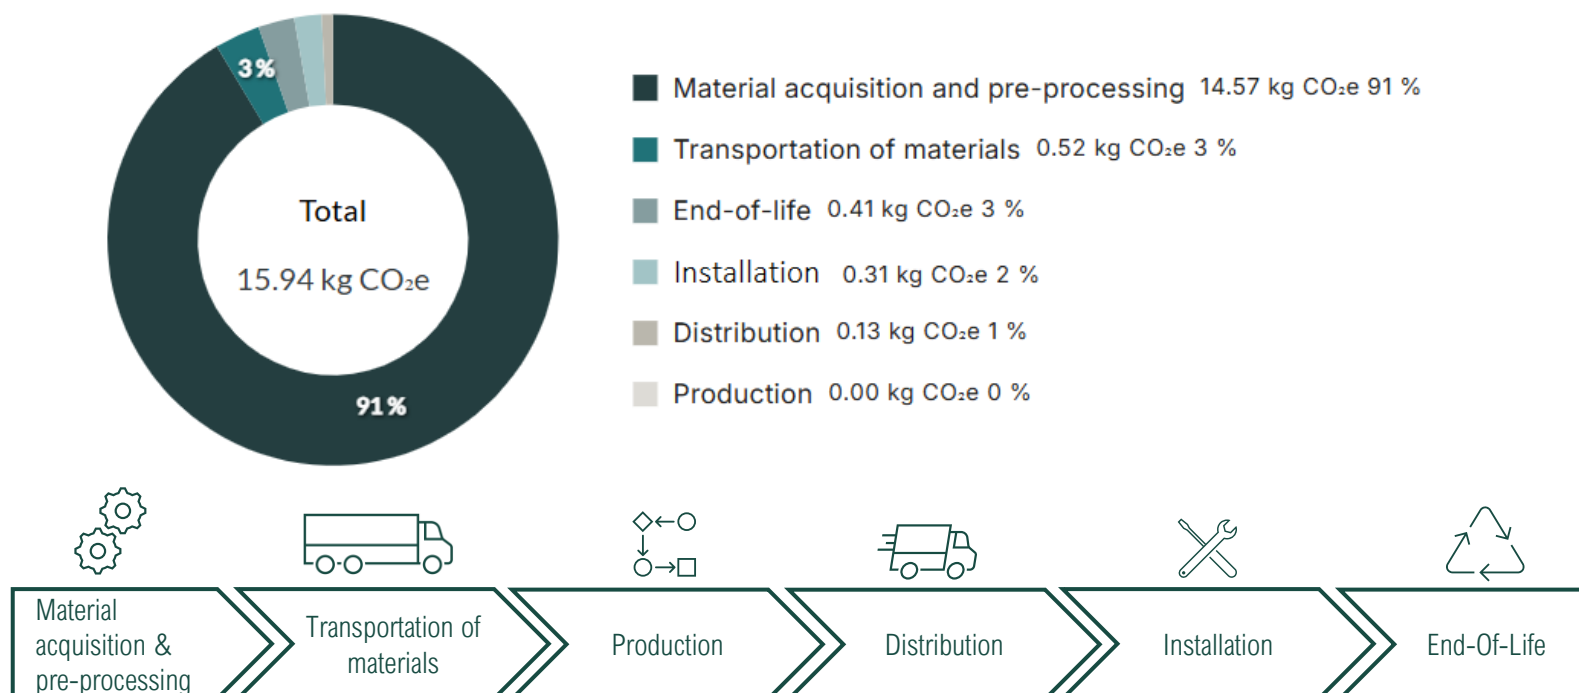 3%
Total
15.94 kg CO₂e
91%
Material acquisition and pre-processing 14.57 kg CO₂e 91 %
Transportation of materials 0.52 kg CO₂e 3 %
End-of-life 0.41 kg CO₂e 3 %
Installation 0.31 kg CO₂e 2 %
Distribution 0.13 kg CO₂e 1 %
Production 0.00 kg CO₂e 0 %
Material
acquisition &
pre-processing
Transportation of
materials
Production
Distribution
Installation
End-Of-Life